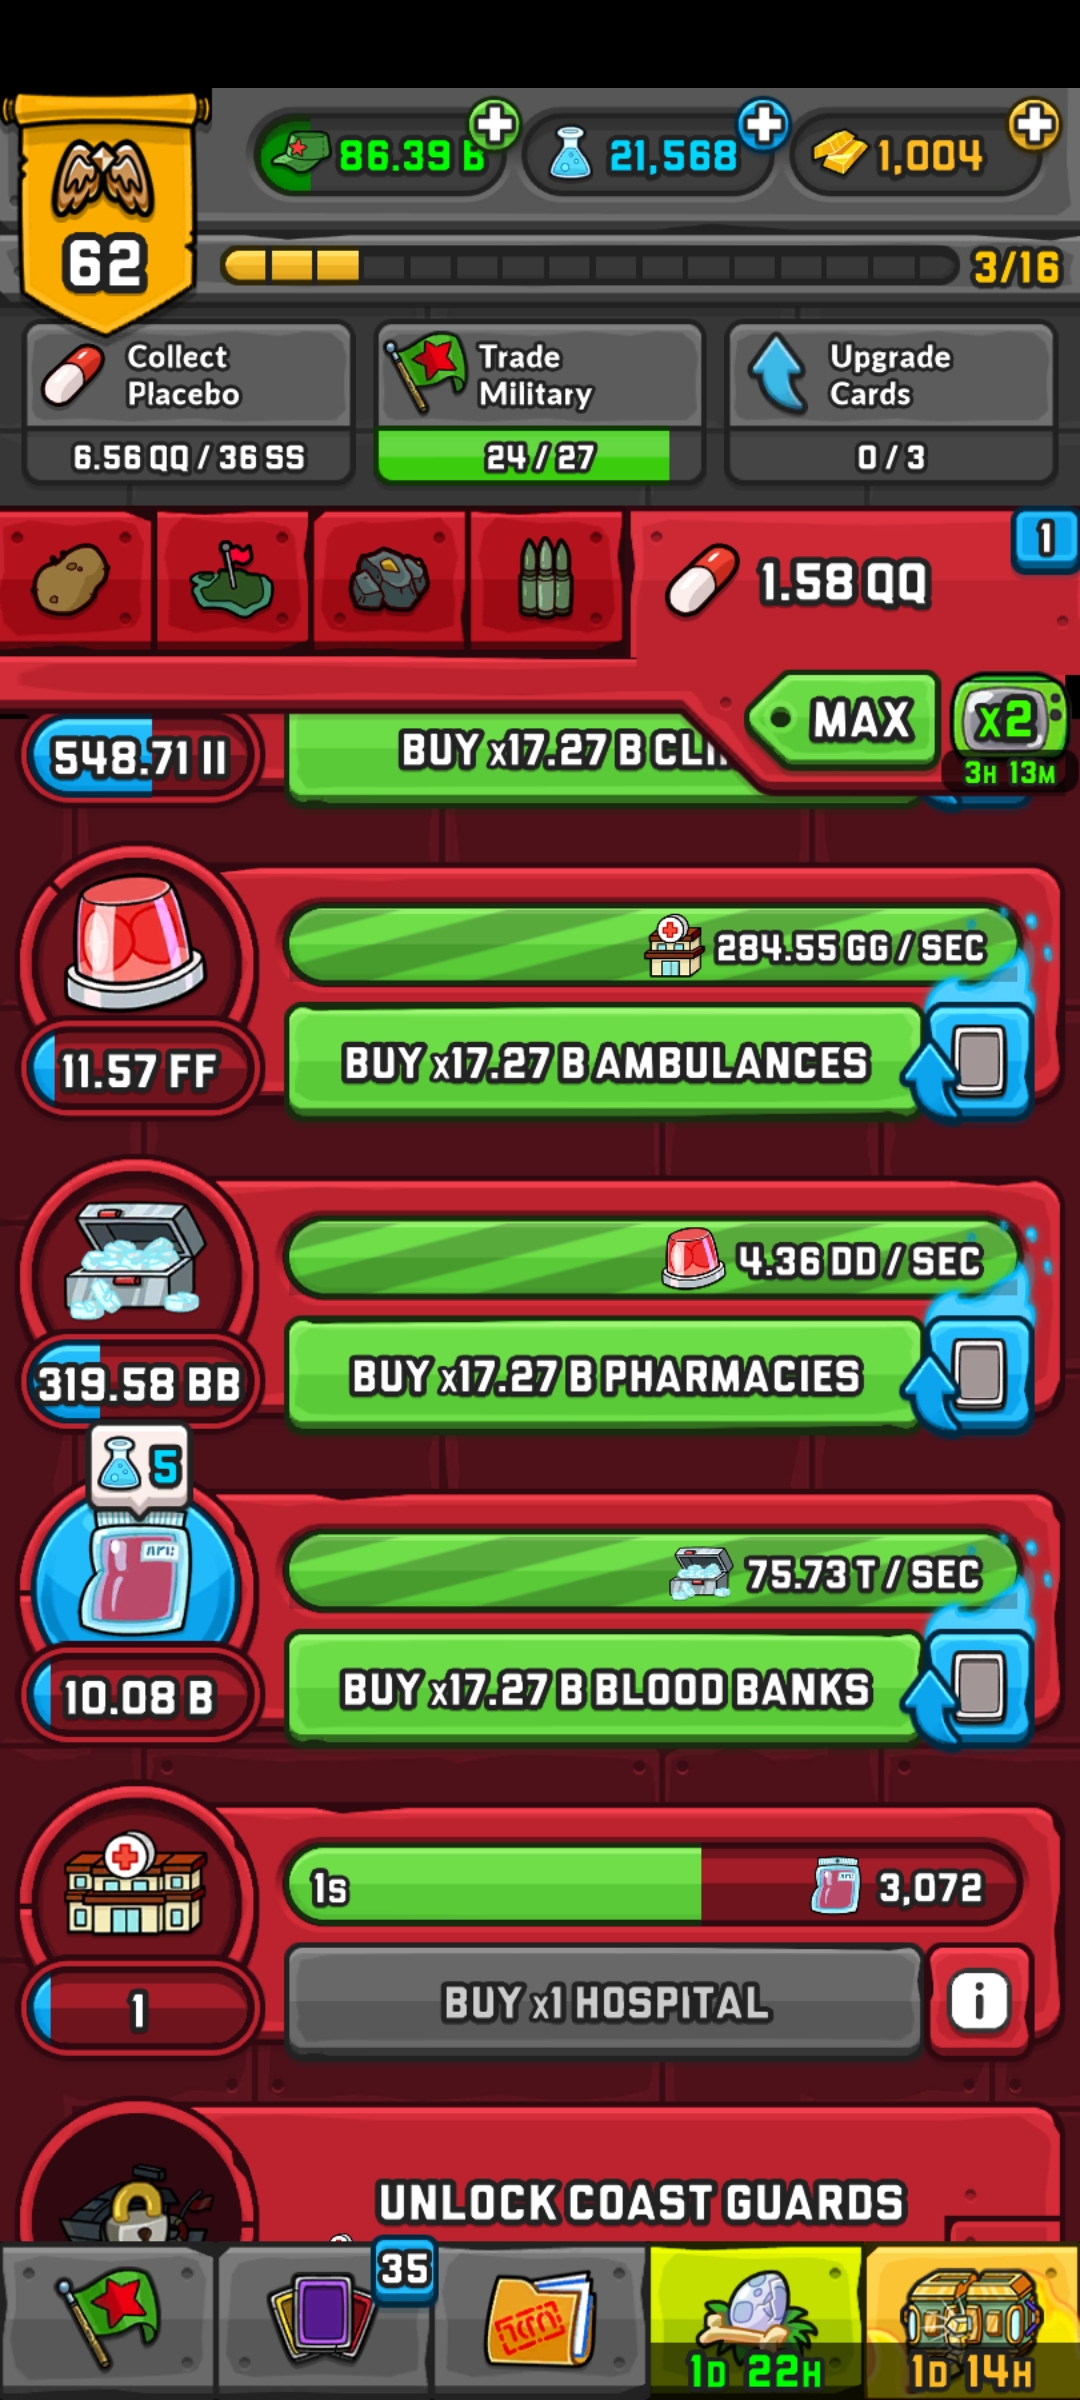 86.39 B
21,568
1,004
62
3/16
Collect
Placebo
6.56 QQ / 36 SS
Trade
Military
24 / 27
Upgrade
Cards
0 / 3
1.58 QQ
1
MAX
x2
3H 13M
548.71 II
BUY x17.27 B
284.55 GG / SEC
11.57 FF
BUY x17.27 B AMBULANCES
4.36 DD / SEC
319.58 BB
BUY x17.27 B PHARMACIES
5
75.73 T / SEC
10.08 B
BUY x17.27 B BLOOD BANKS
1s
3,072
1
BUY x1 HOSPITAL
i
UNLOCK COAST GUARDS
35
1D 22H
1D 14H